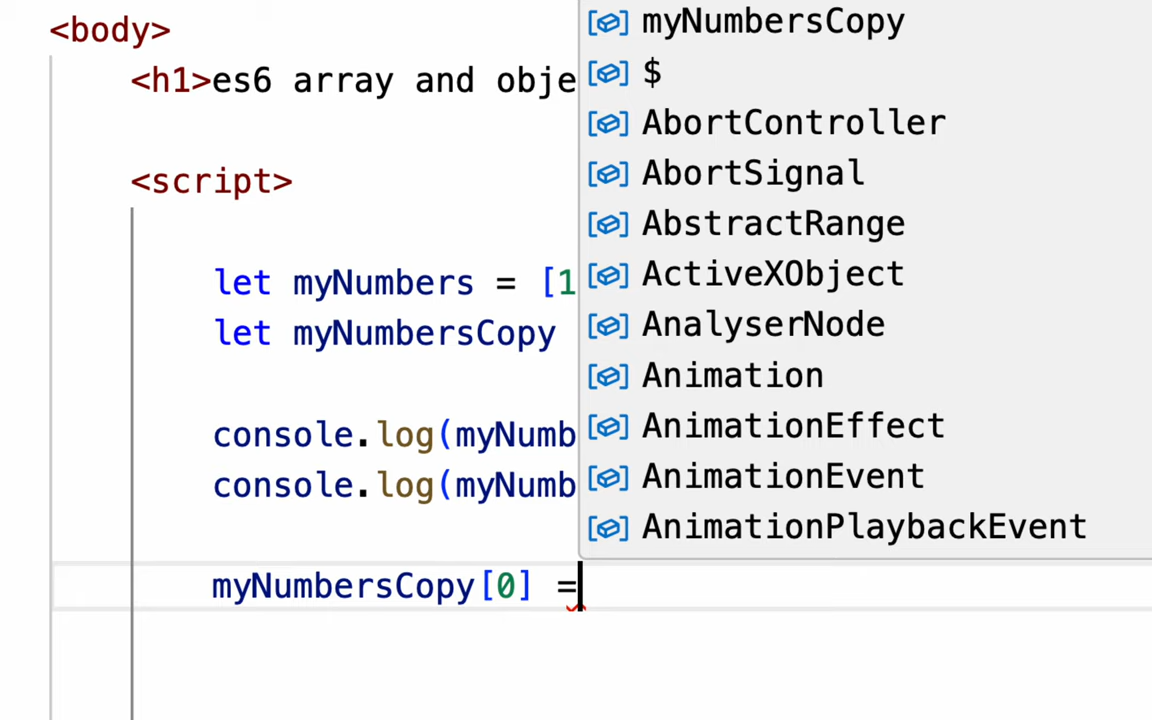 <body>
<h1>es6 array and obje
<script>
let myNumbers = [1
let myNumbersCopy
console.log(myNumb
console.log(myNumb
myNumbersCopy[0] =
myNumbersCopy
$
AbortController
AbortSignal
AbstractRange
ActiveXObject
AnalyserNode
Animation
AnimationEffect
AnimationEvent
AnimationPlaybackEvent